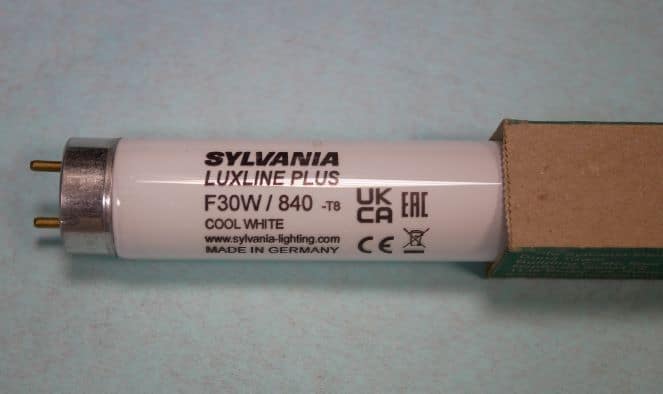 SYLVANIA
LUXLINE PLUS
F30W / 840 -T8
COOL WHITE
www.sylvania-lighting.com
MADE IN GERMANY
UK
CA
EAC
CE